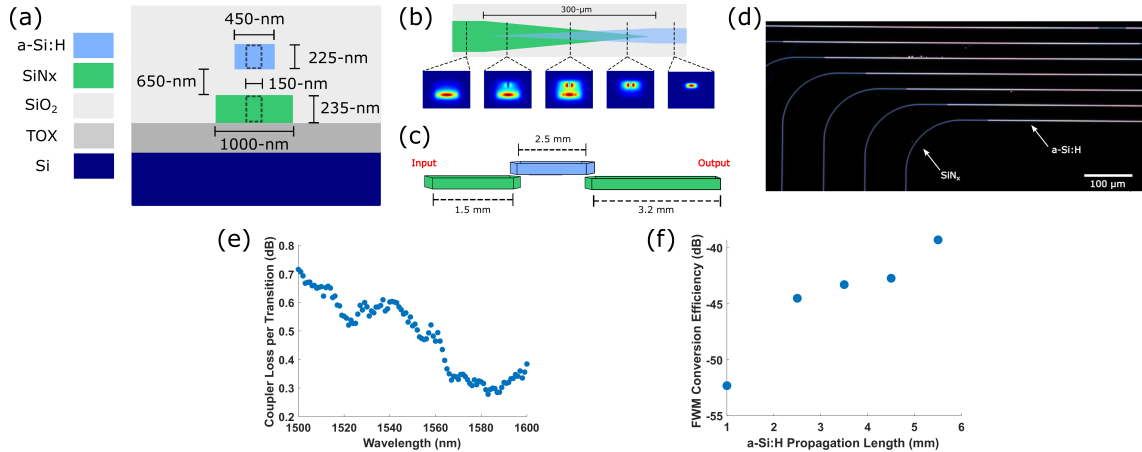 (a)
450-nm
a-Si:H
225-nm
SiNx
650-nm
150-nm
SiO2
235-nm
TOX
1000-nm
Si
(b)
300-µm
(c)
2.5 mm
Input
Output
1.5 mm
3.2 mm
(d)
a-Si:H
SiNx
100 µm
(e)
Coupler Loss per Transition (dB)
0.8
0.7
0.6
0.5
0.4
0.3
0.2
1500
1520
1540
1560
1580
1600
Wavelength (nm)
(f)
FWM Conversion Efficiency (dB)
-40
-45
-50
-55
1
2
3
4
5
6
a-Si:H Propagation Length (mm)